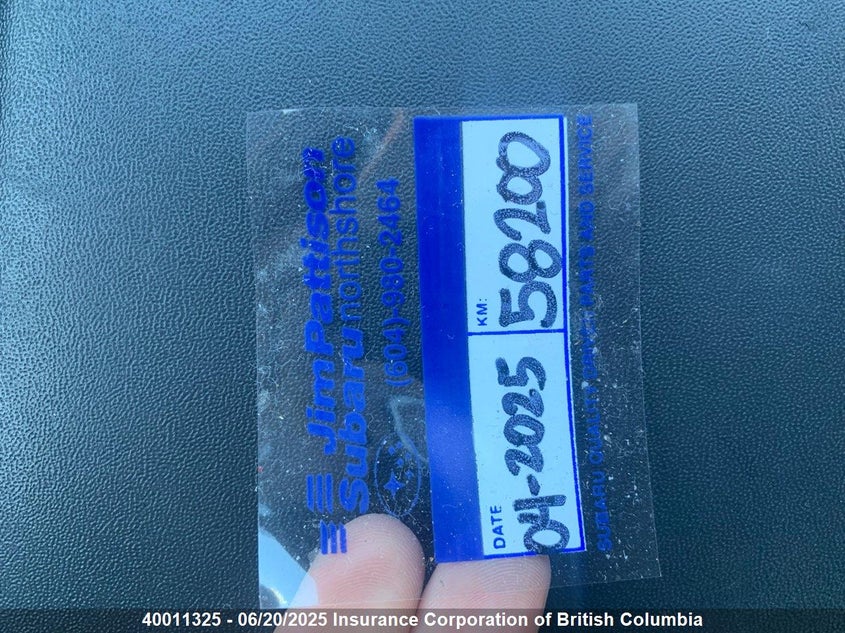 JimPattison
Subaru northshore
(604)-980-2464
DATE
04-2025
KM:
58200
SUBARU QUALITY DRIVEN PARTS AND SERVICE
40011325 - 06/20/2025 Insurance Corporation of British Columbia